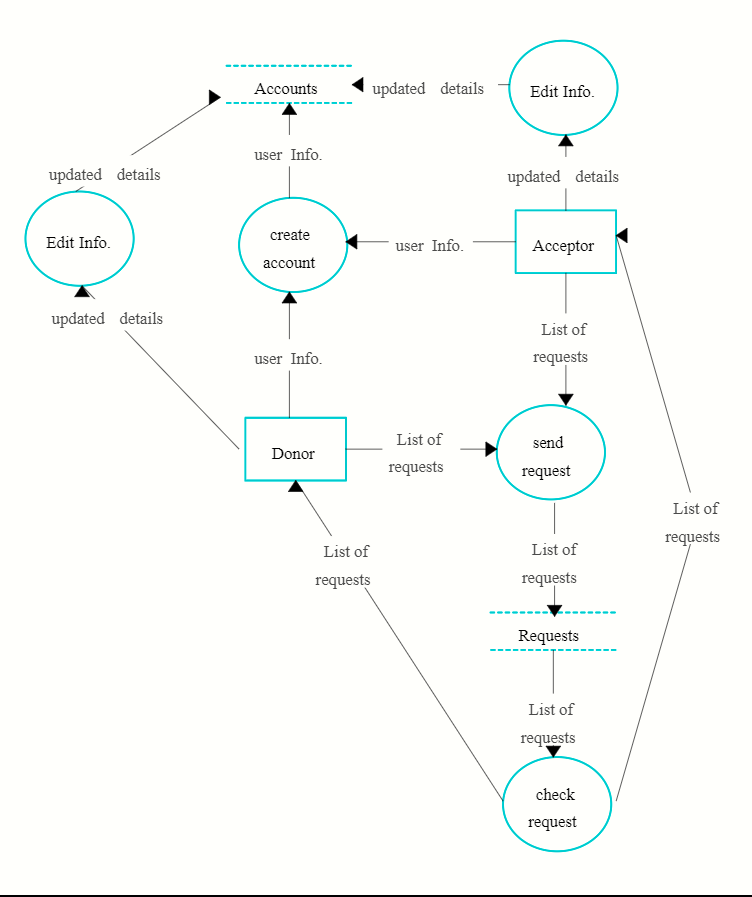 Accounts
updated details
Edit Info.
user Info.
updated details
updated details
Edit Info.
create
account
user Info.
Acceptor
updated details
List of
requests
user Info.
Donor
List of
requests
send
request
List of
requests
List of
requests
List of
requests
Requests
List of
requests
check
request